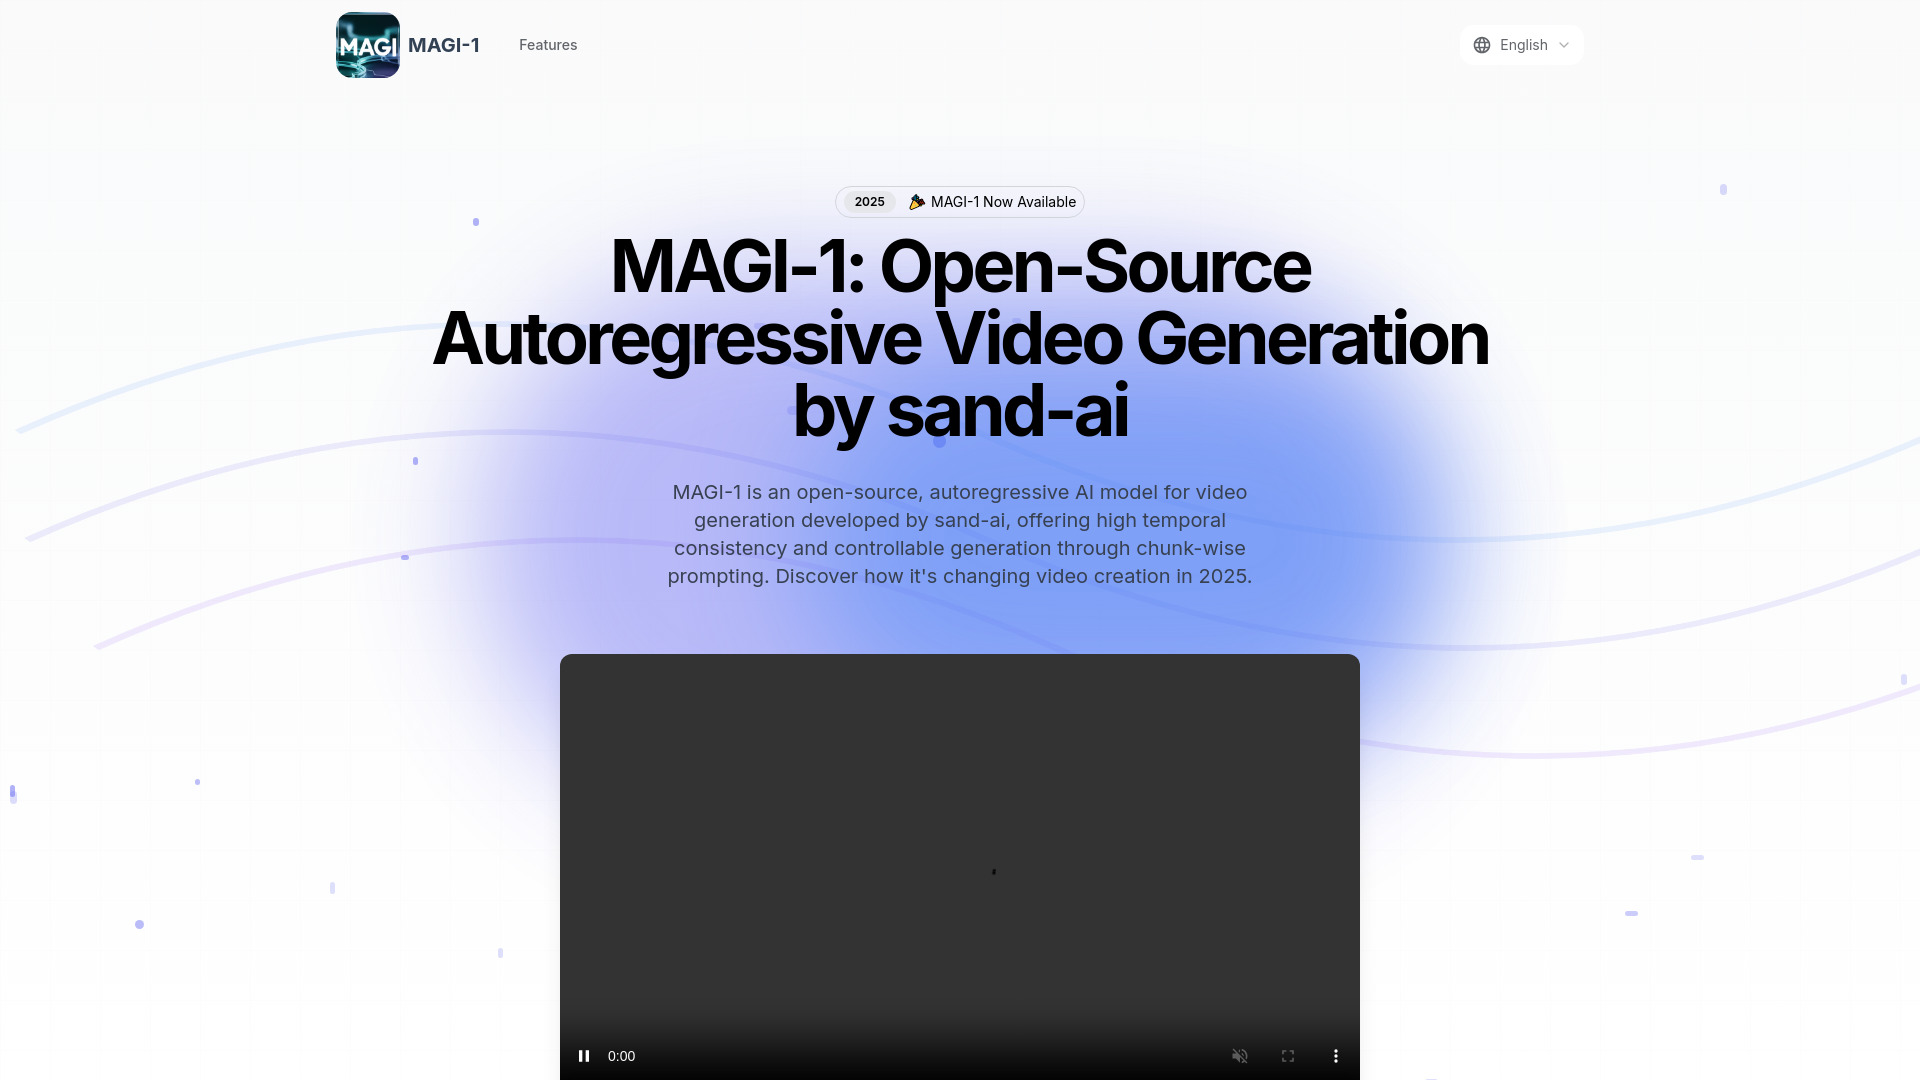 MAGI
MAGI-1
Features
English
2025
🎉 MAGI-1 Now Available
MAGI-1: Open-Source
Autoregressive Video Generation
by sand-ai
MAGI-1 is an open-source, autoregressive AI model for video
generation developed by sand-ai, offering high temporal
consistency and controllable generation through chunk-wise
prompting. Discover how it's changing video creation in 2025.
0:00